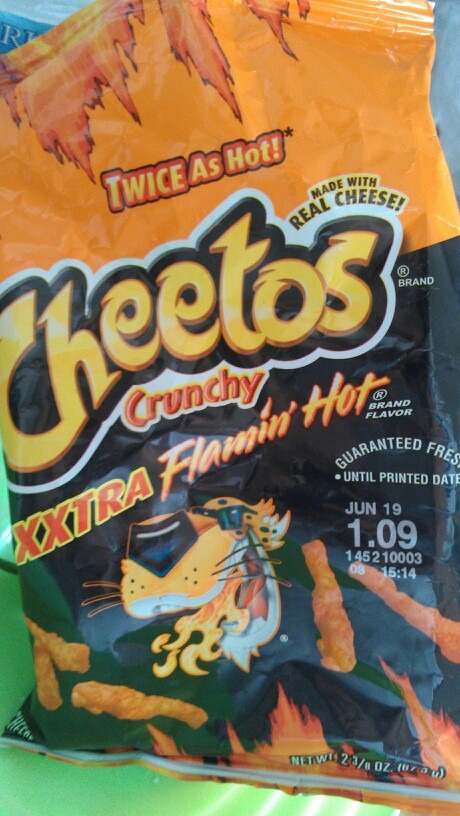 TWICE AS HOT!*
MADE WITH
REAL CHEESE!
Cheetos
® BRAND
Crunchy
XXTRA Flamin' Hot®
BRAND
FLAVOR
GUARANTEED FRES
• UNTIL PRINTED DATE
JUN 19
1.09
145210003
08 15:14
®
NET WT. 2 3/8 OZ.